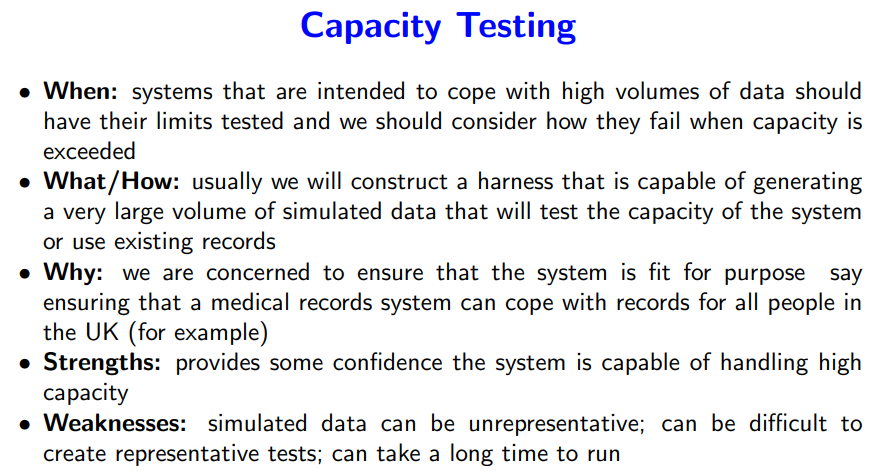 Capacity Testing
• When: systems that are intended to cope with high volumes of data should
have their limits tested and we should consider how they fail when capacity is
exceeded
• What/How: usually we will construct a harness that is capable of generating
a very large volume of simulated data that will test the capacity of the system
or use existing records
• Why: we are concerned to ensure that the system is fit for purpose say
ensuring that a medical records system can cope with records for all people in
the UK (for example)
• Strengths: provides some confidence the system is capable of handling high
capacity
• Weaknesses: simulated data can be unrepresentative; can be difficult to
create representative tests; can take a long time to run